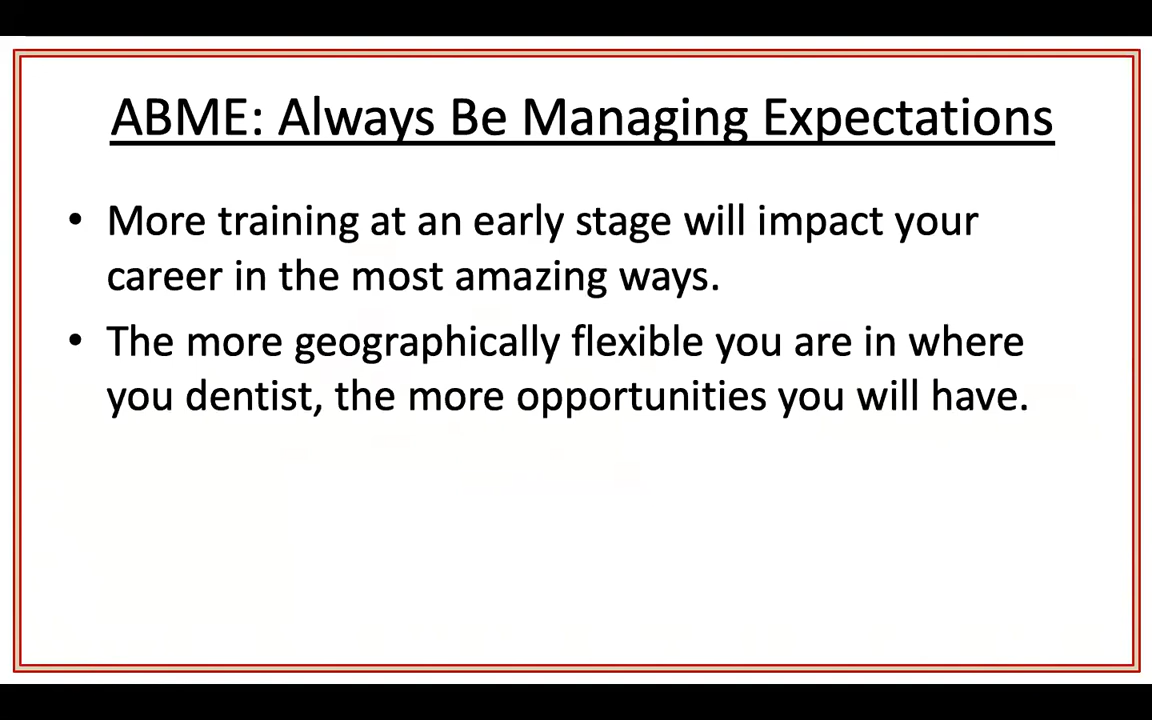 ABME: Always Be Managing Expectations
• More training at an early stage will impact your
career in the most amazing ways.
• The more geographically flexible you are in where
you dentist, the more opportunities you will have.